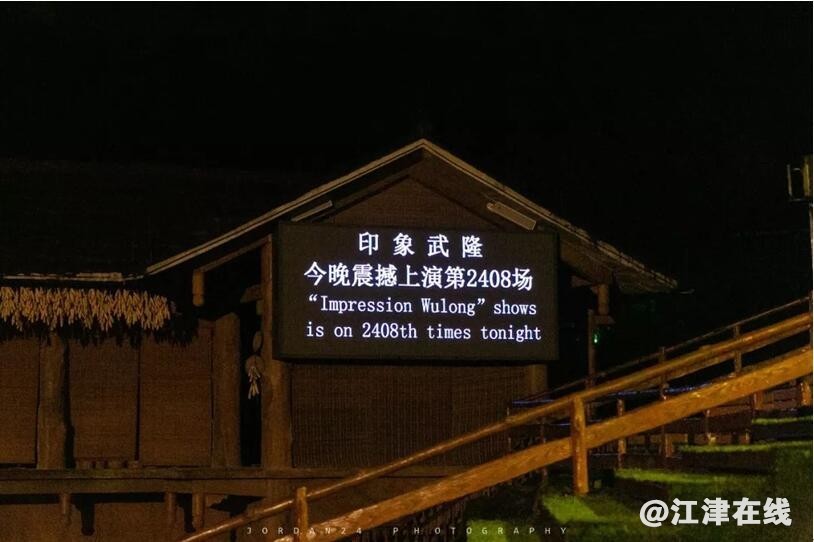 印象武隆
今晚震撼上演第2408场
“Impression Wulong” shows
is on 2408th times tonight
@江津在线
JORDAN24 PHOTOGRAPHY